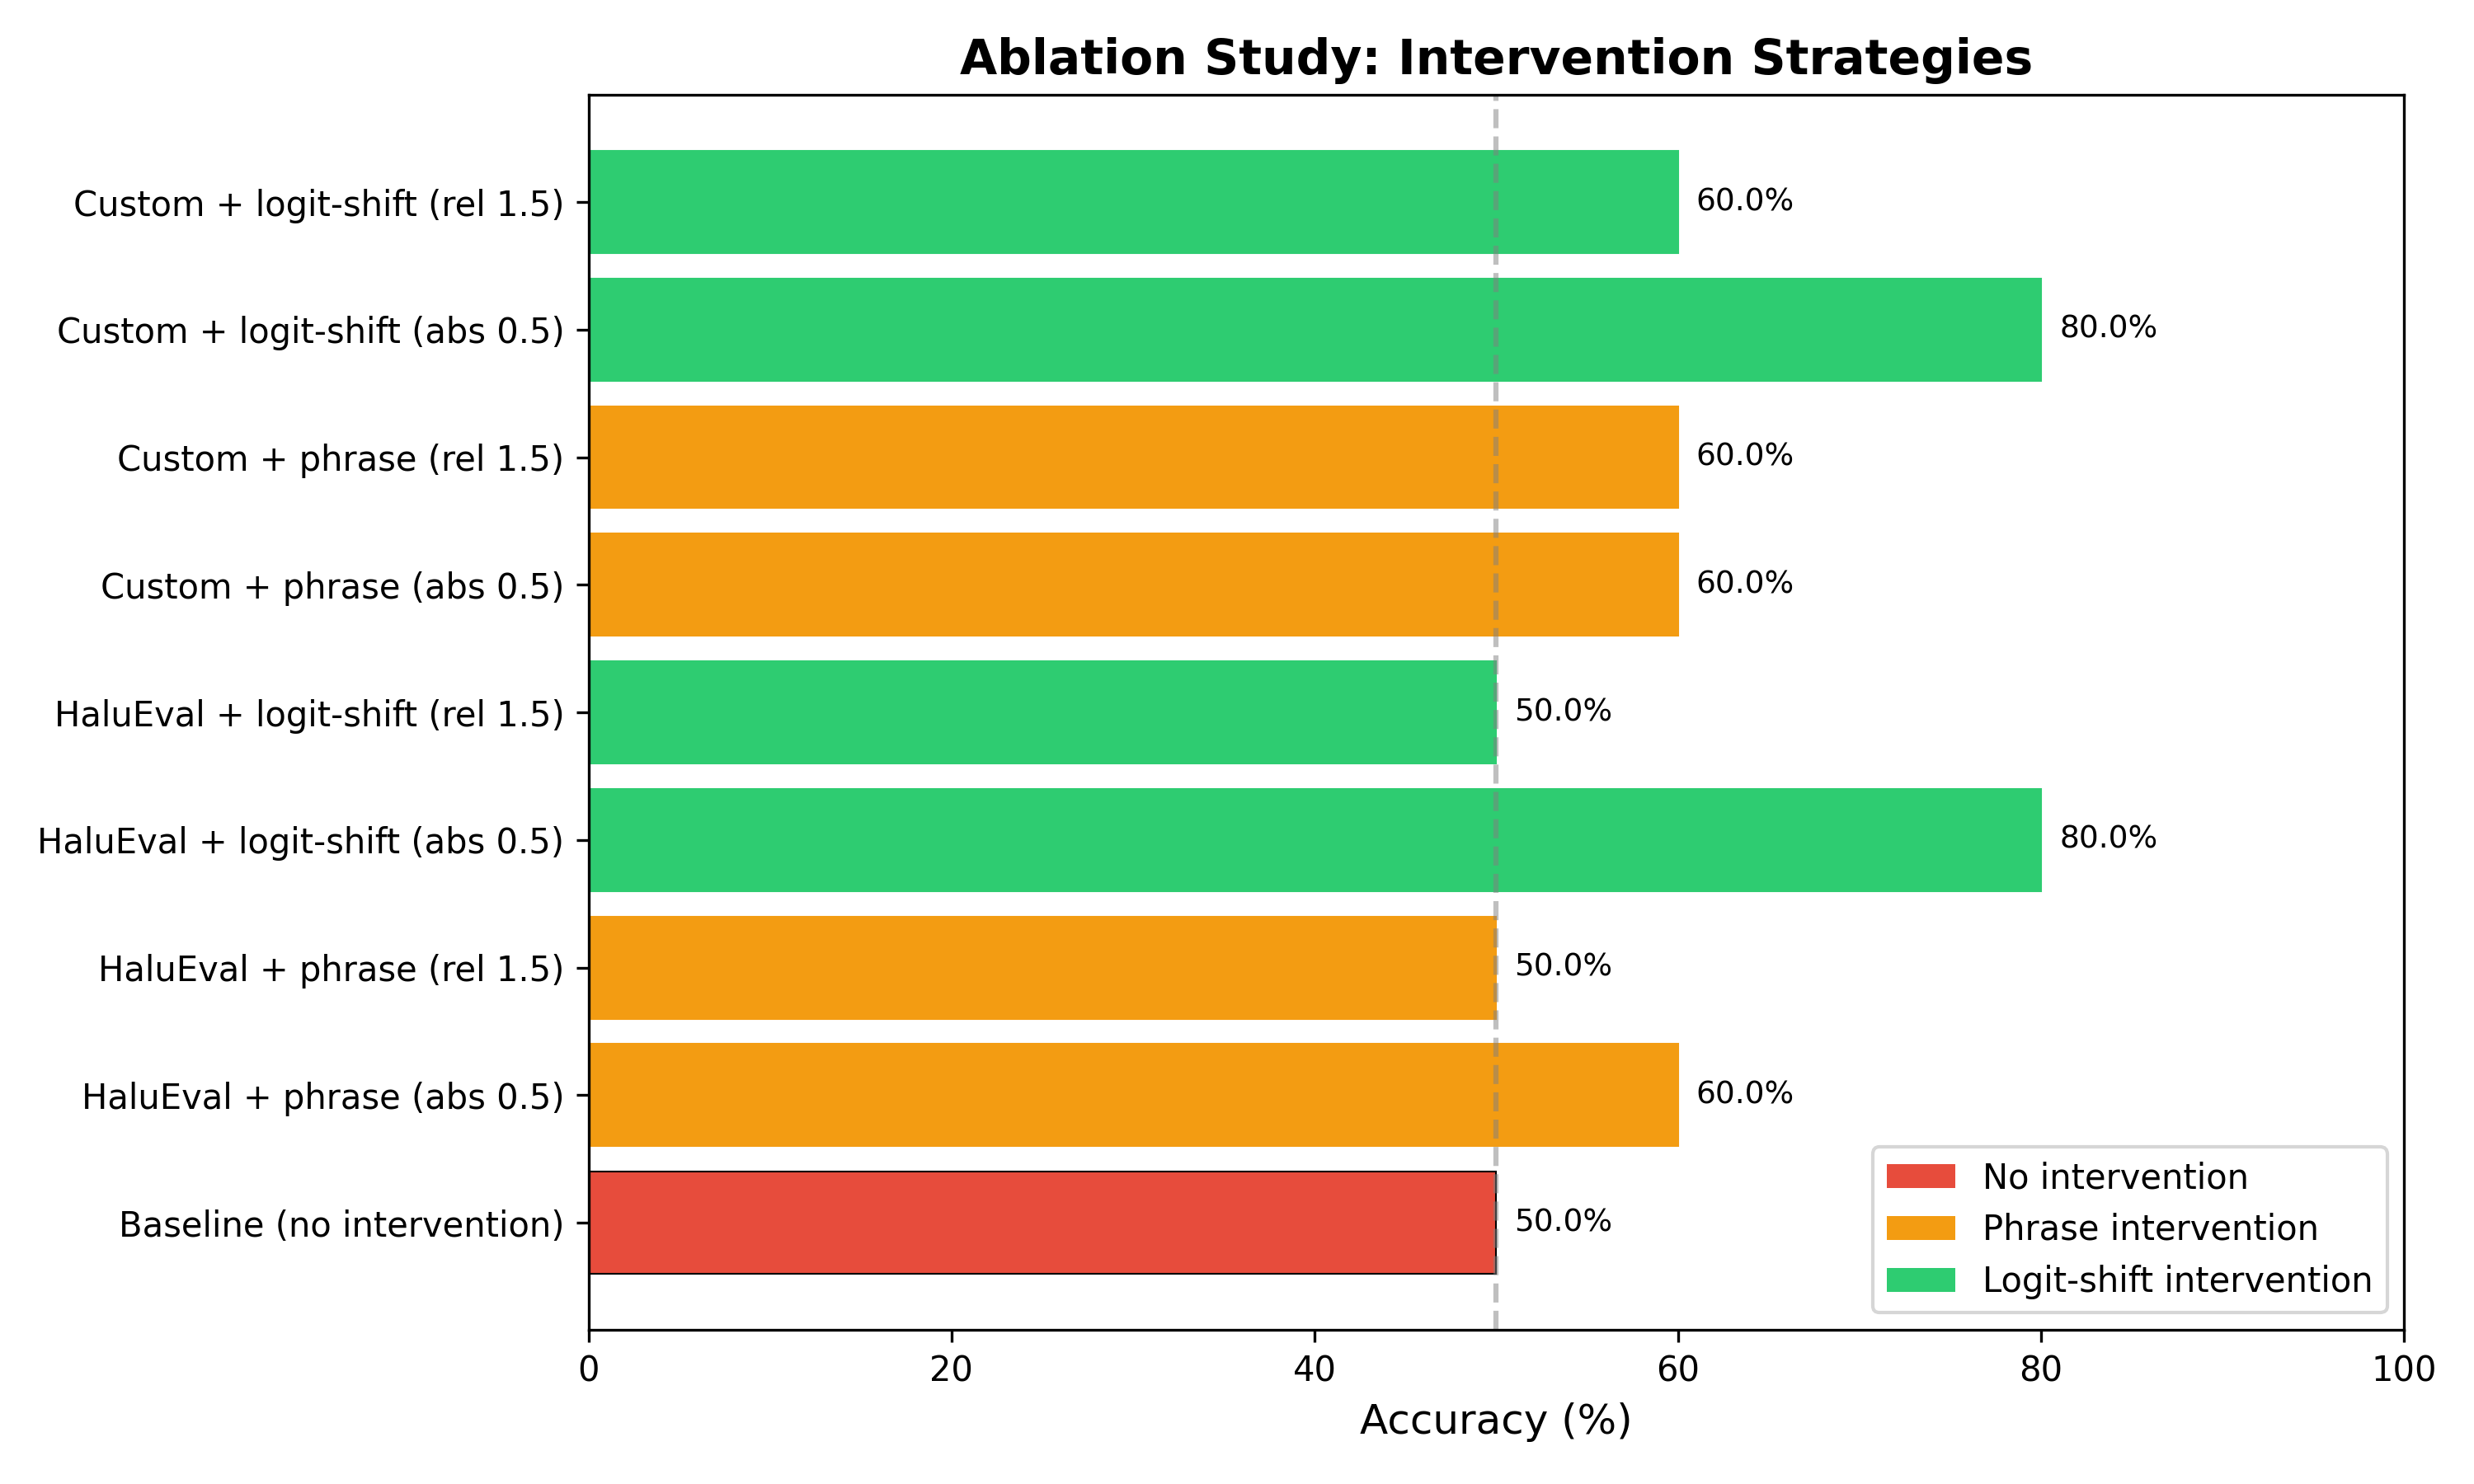 Ablation Study: Intervention Strategies
Custom + logit-shift (rel 1.5)
60.0%
Custom + logit-shift (abs 0.5)
80.0%
Custom + phrase (rel 1.5)
60.0%
Custom + phrase (abs 0.5)
60.0%
HaluEval + logit-shift (rel 1.5)
50.0%
HaluEval + logit-shift (abs 0.5)
80.0%
HaluEval + phrase (rel 1.5)
50.0%
HaluEval + phrase (abs 0.5)
60.0%
Baseline (no intervention)
50.0%
No intervention
Phrase intervention
Logit-shift intervention
0 20 40 60 80 100
Accuracy (%)